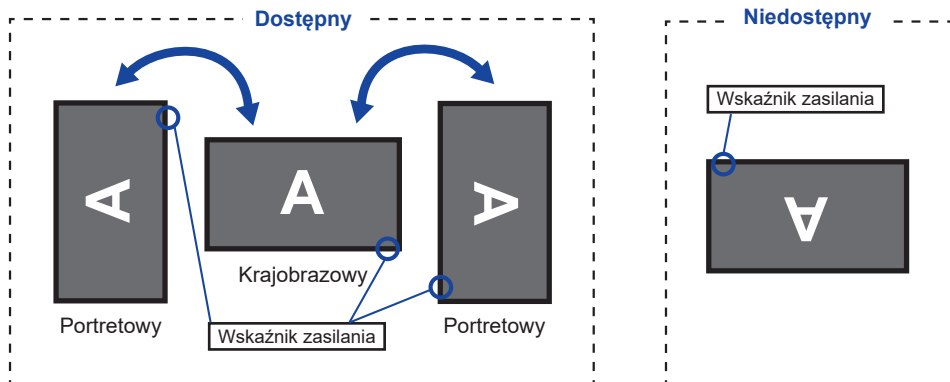 Dostępny
Niedostępny
Wskaźnik zasilania
A
A
A
A
Krajobrazowy
Portretowy
Wskaźnik zasilania
Portretowy